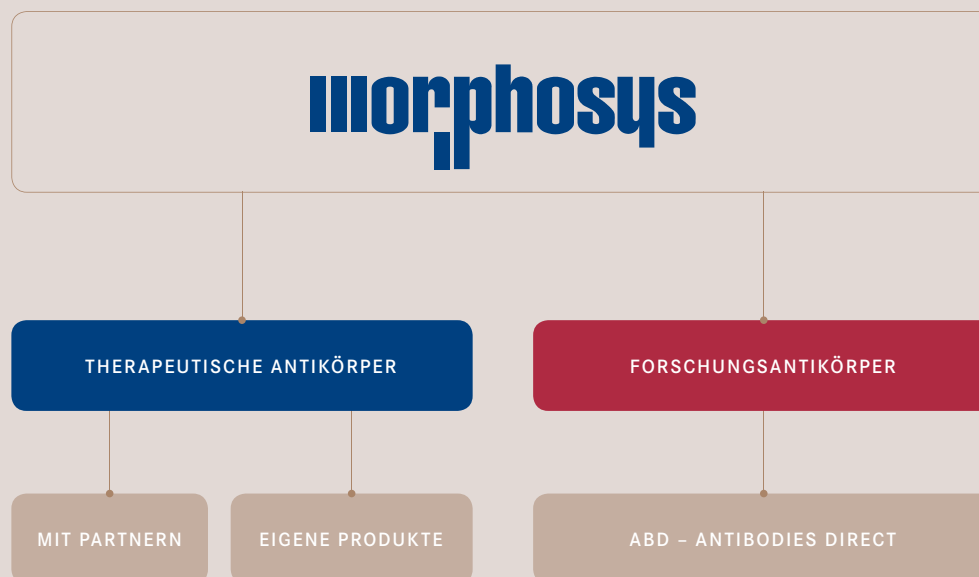 morphosys
THERAPEUTISCHE ANTIKÖRPER
FORSCHUNGSANTIKÖRPER
MIT PARTNERN
EIGENE PRODUKTE
ABD – ANTIBODIES DIRECT